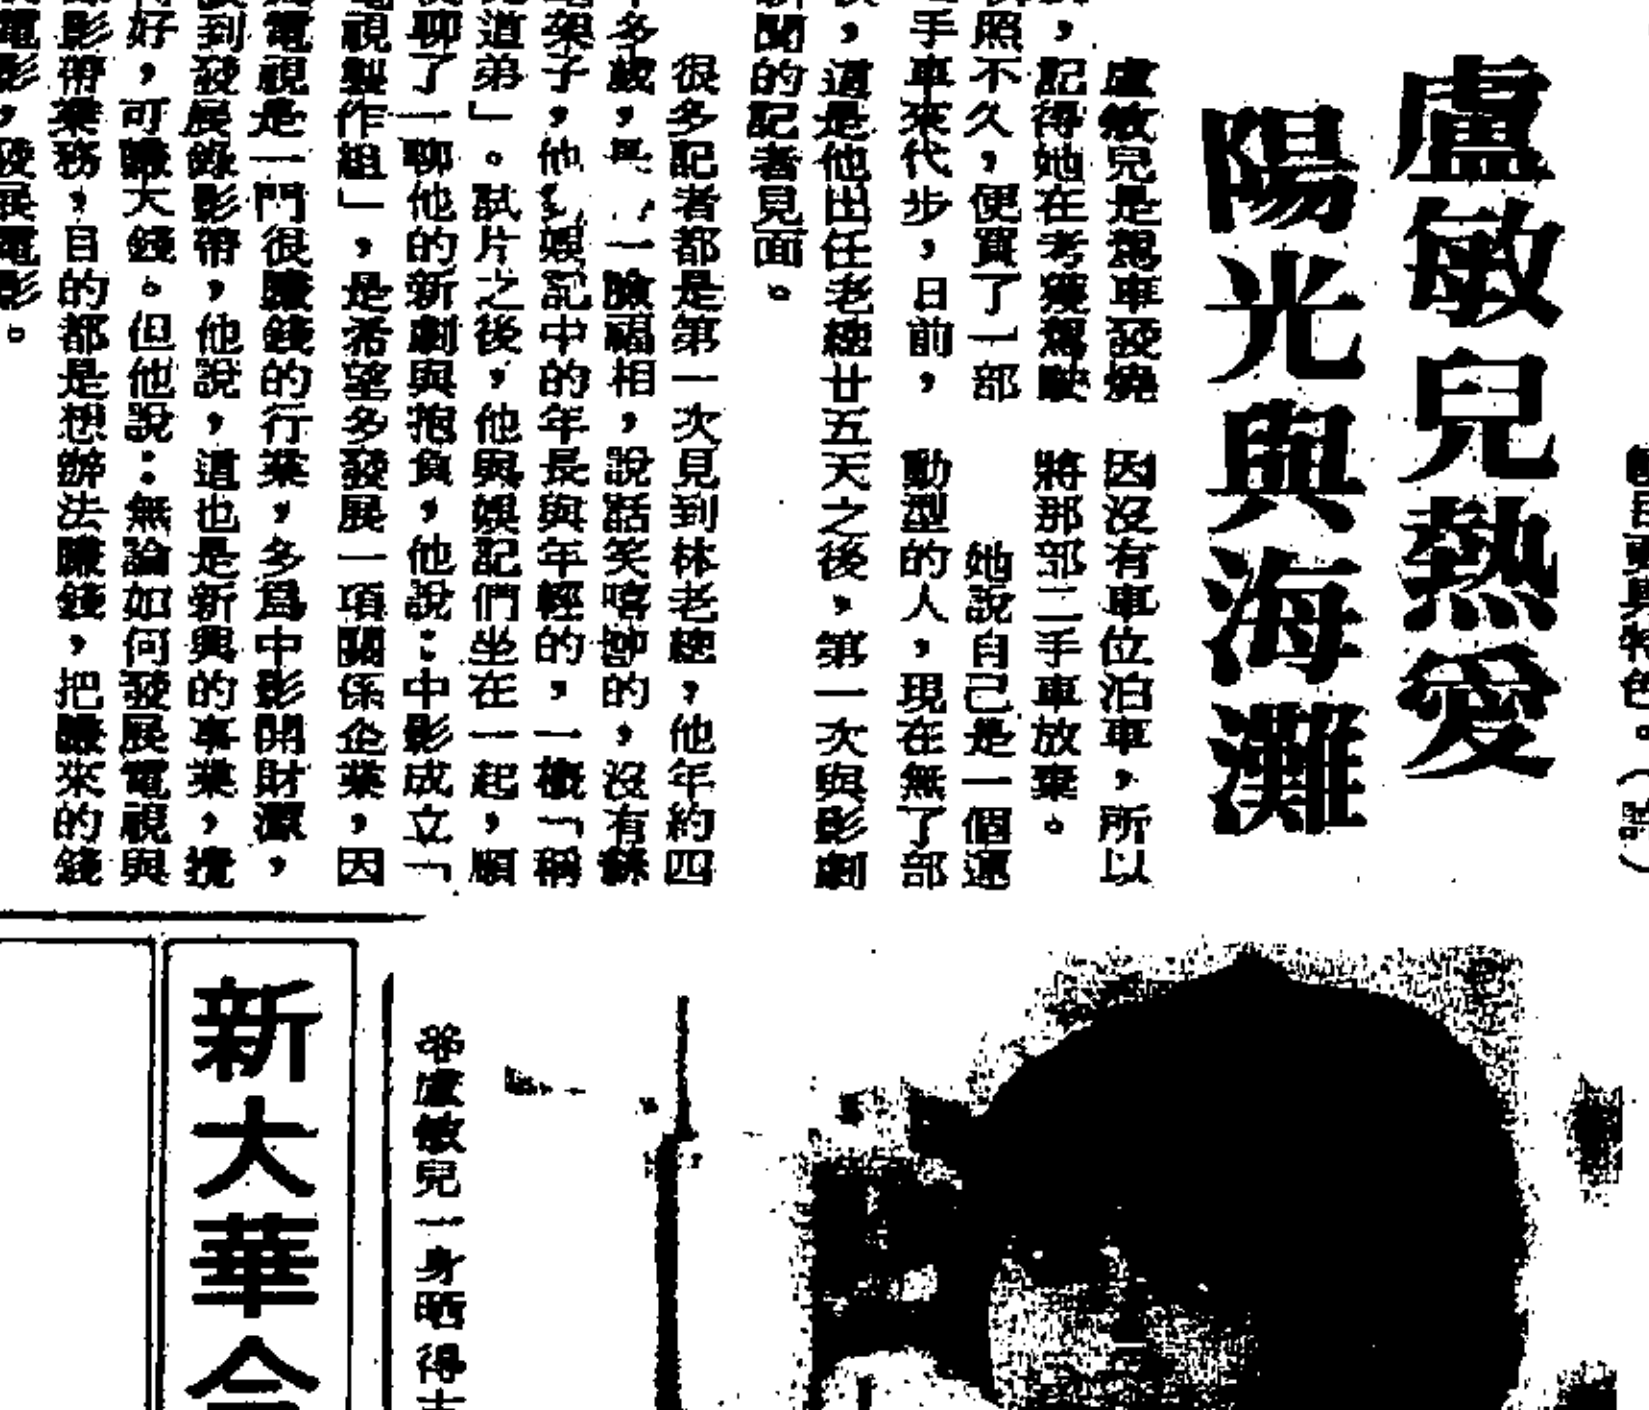 盧敏兒熱愛
陽光與海灘
盧敏兒是駕車發燒
，記得她在考獲駕駛
照不久，便買了一部
手車來代步，日前，
因沒有車位泊車，所以
將那部二手車放棄。
她說自己是一個運
動型的人，現在無了部
，這是他出任老總廿五天之後，第一次與影劇
新聞的記者見面。
很多記者都是第一次見到林老總，他年約四
多歲，一臉福相，說話笑嘻的，沒有
架子，他娛記中的年長與年輕的，一概「稱
道弟」。試片之後，他與娛記們坐在一起，順
聊了一聊他的新劇與抱負，他說：中影成立「
視製作組」，是希望多發展一項關係企業，因
電視是一門很賺錢的行業，多為中影開財源，
到發展錄影帶，他說，這也是新興的事業，攪
好，可賺大錢。但他說：無論如何發展電視與
影帶業務，目的都是想辦法賺錢，把賺來的錢
電影，發展電影。
特色。
盧敏兒一身晒得
新大華